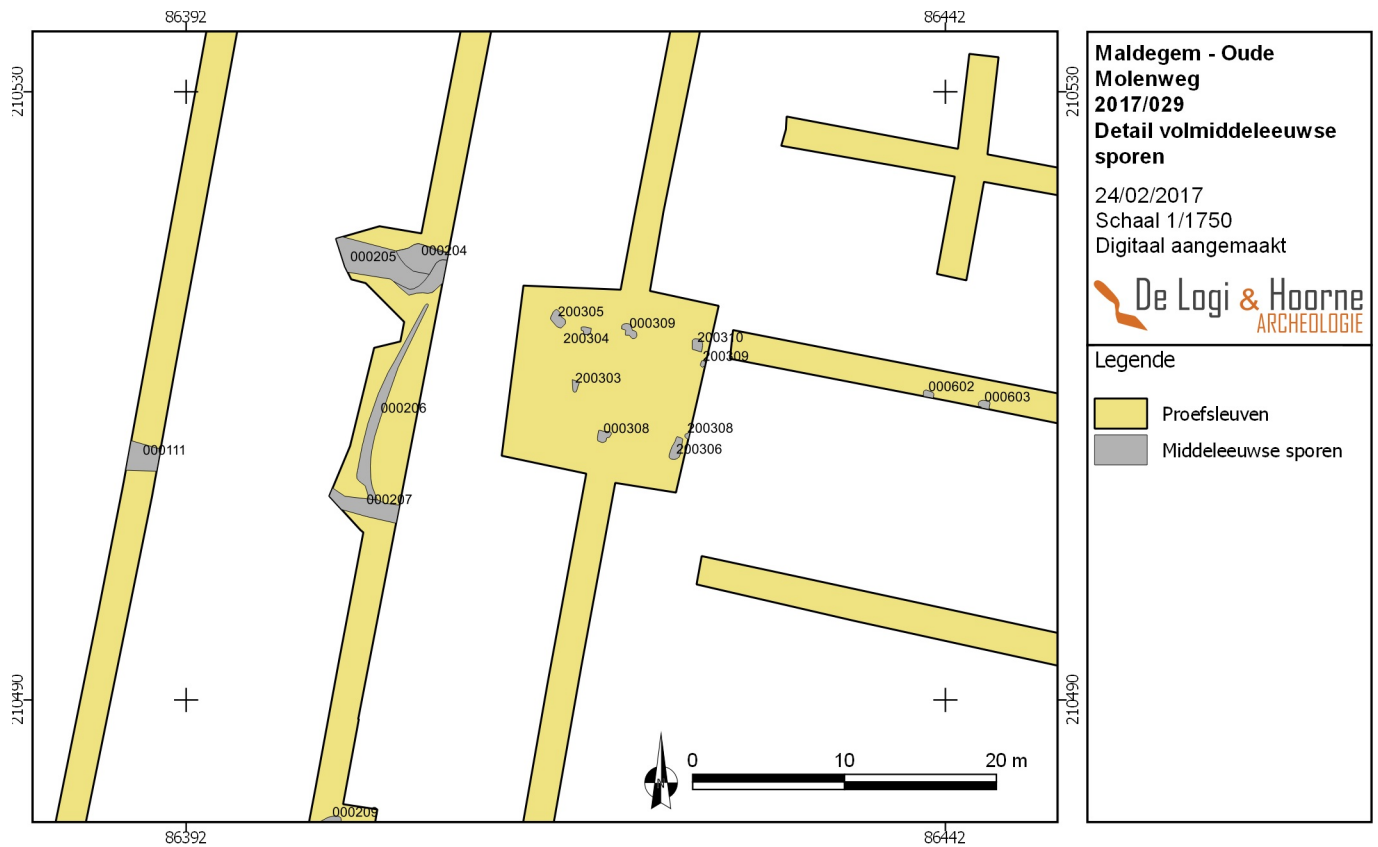 86392
86442
210530
210530
000204
000205
200305
000309
200304
200310
200309
200303
000602
000603
000206
000308
200308
200306
000111
000207
210490
210490
N
0
10
20 m
000209
86392
86442
Maldegem - Oude
Molenweg
2017/029
Detail volmiddeleeuwse
sporen
24/02/2017
Schaal 1/1750
Digitaal aangemaakt
De Logi & Hoorne
ARCHEOLOGIE
Legende
Proefsleuven
Middeleeuwse sporen